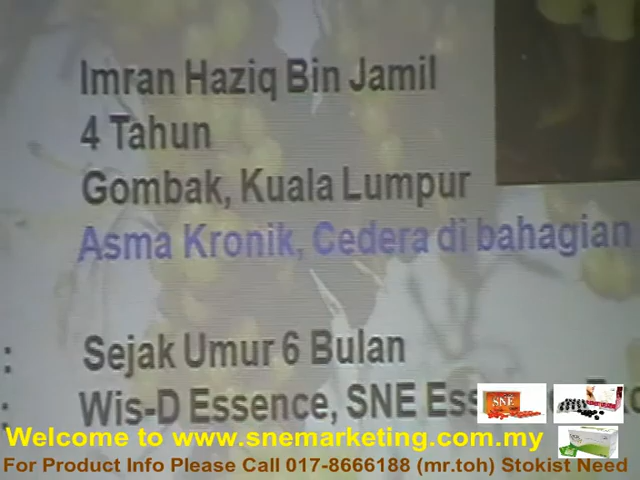 Imran Haziq Bin Jamil
4 Tahun
Gombak, Kuala Lumpur
Asma Kronik, Cedera di bahagian
: Sejak Umur 6 Bulan
: Wis-D Essence, SNE Ess
SNE
Welcome to www.snemarketing.com.my
For Product Info Please Call 017-8666188 (mr.toh) Stokist Need